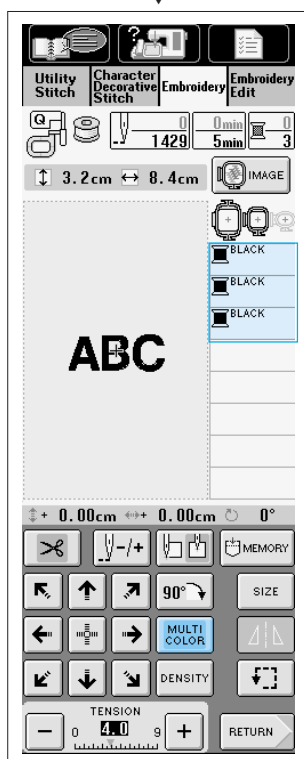 Utility Stitch
Character Decorative Stitch
Embroidery
Embroidery Edit
Q
0
1429
0min
5min
0
3
3.2cm 8.4cm
IMAGE
BLACK
BLACK
BLACK
ABC
+ 0.00cm + 0.00cm 0°
-/+
MEMORY
90°
SIZE
MULTI COLOR
DENSITY
TENSION
- 0 4.0 9 +
RETURN